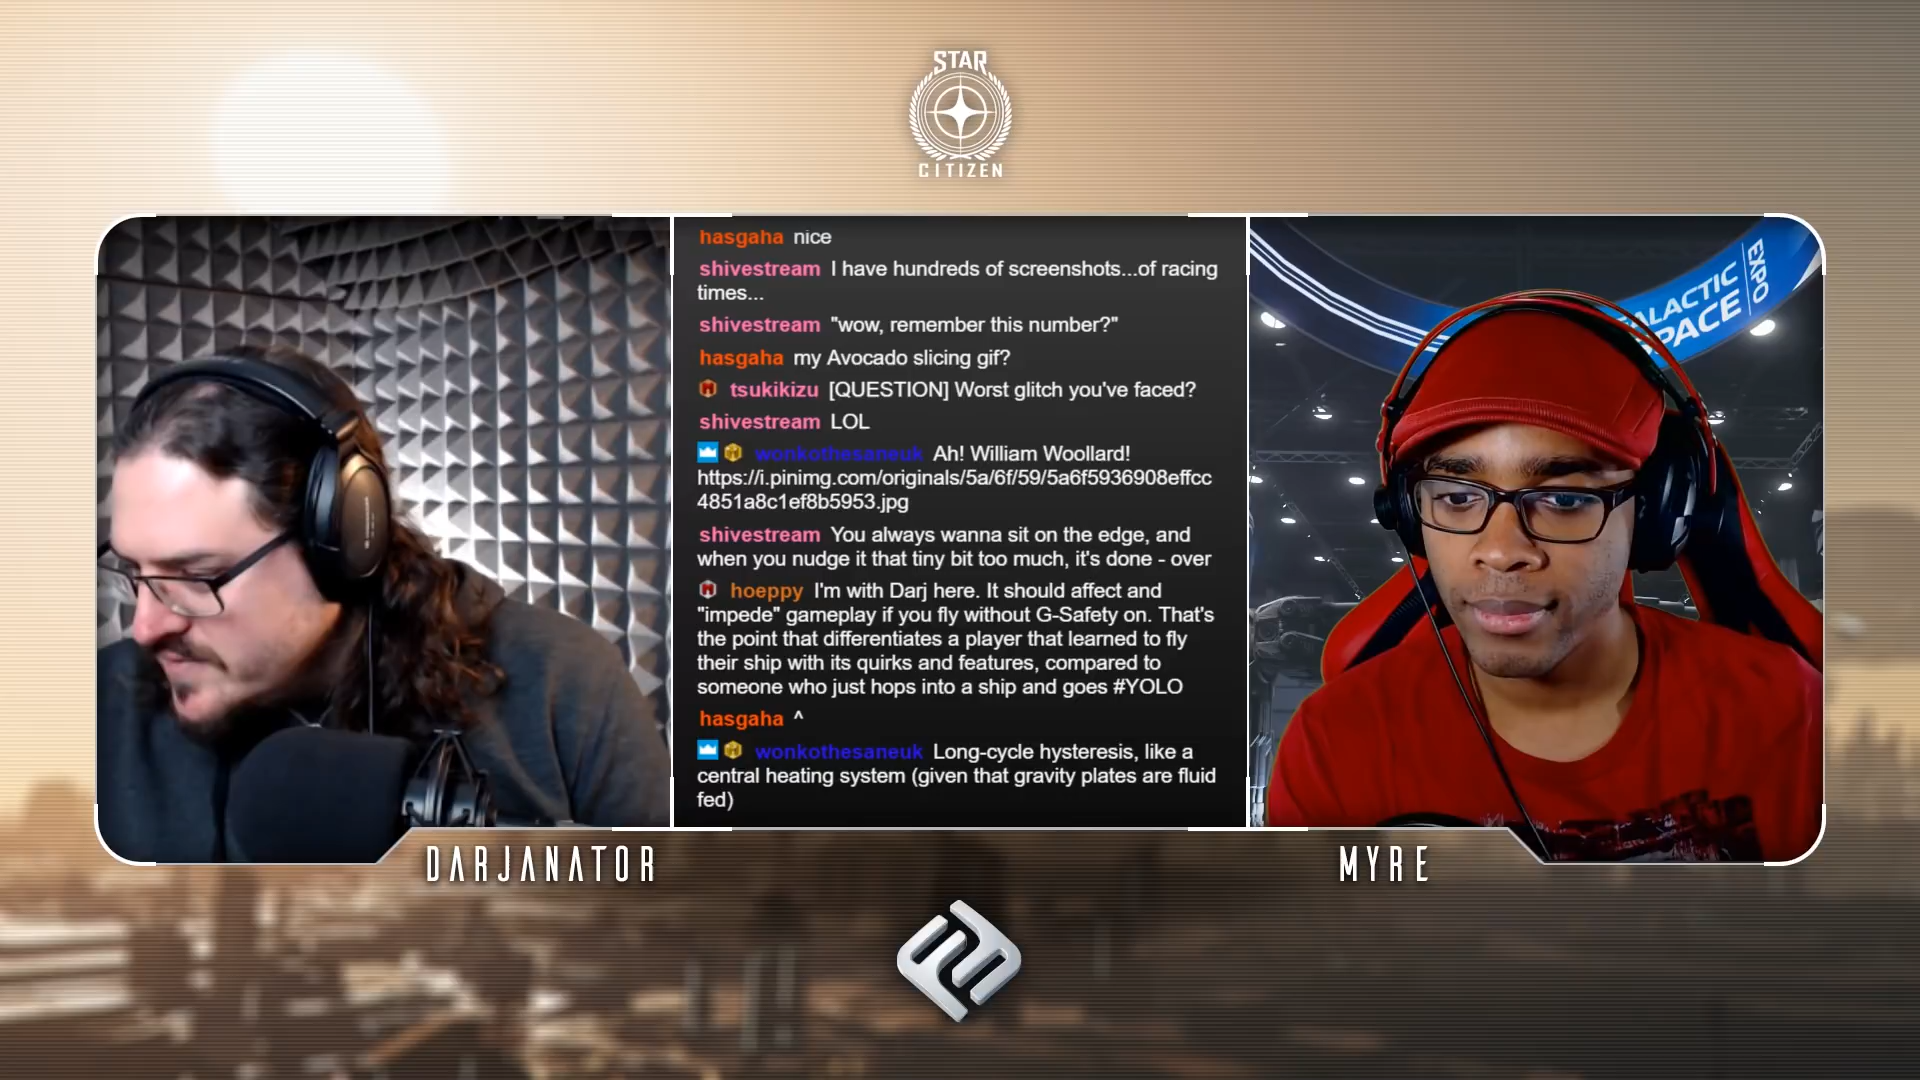 STAR
CITIZEN
hasgaha nice
shivestream I have hundreds of screenshots...of racing
times...
shivestream "wow, remember this number?"
hasgaha my Avocado slicing gif?
tsukikizu [QUESTION] Worst glitch you've faced?
shivestream LOL
wonkothesaneuk Ah! William Woollard!
https://i.pinimg.com/originals/5a/6f/59/5a6f5936908effcc
4851a8c1ef8b5953.jpg
shivestream You always wanna sit on the edge, and
when you nudge it that tiny bit too much, it's done - over
hoeppy I'm with Darj here. It should affect and
"impede" gameplay if you fly without G-Safety on. That's
the point that differentiates a player that learned to fly
their ship with its quirks and features, compared to
someone who just hops into a ship and goes #YOLO
hasgaha ^
wonkothesaneuk Long-cycle hysteresis, like a
central heating system (given that gravity plates are fluid
fed)
EXPO
SPACE
DARJANATOR
MYRE